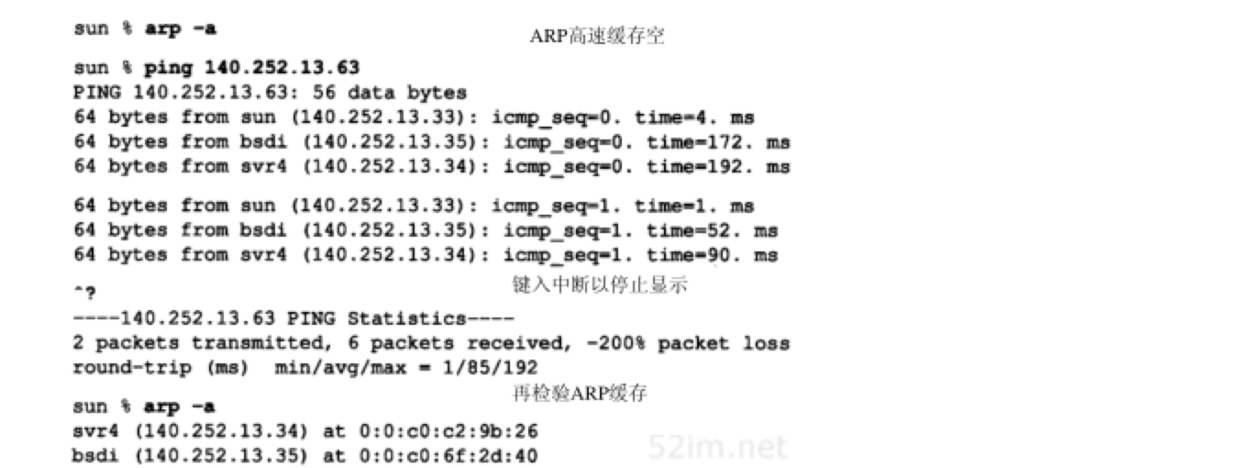 sun % arp -a
ARP高速缓存空
sun % ping 140.252.13.63
PING 140.252.13.63: 56 data bytes
64 bytes from sun (140.252.13.33): icmp_seq=0. time=4. ms
64 bytes from bsdi (140.252.13.35): icmp_seq=0. time=172. ms
64 bytes from svr4 (140.252.13.34): icmp_seq=0. time=192. ms
64 bytes from sun (140.252.13.33): icmp_seq=1. time=1. ms
64 bytes from bsdi (140.252.13.35): icmp_seq=1. time=52. ms
64 bytes from svr4 (140.252.13.34): icmp_seq=1. time=90. ms
^?
键入中断以停止显示
----140.252.13.63 PING Statistics----
2 packets transmitted, 6 packets received, -200% packet loss
round-trip (ms)  min/avg/max = 1/85/192
再检验ARP缓存
sun % arp -a
svr4 (140.252.13.34) at 0:0:c0:c2:9b:26
bsdi (140.252.13.35) at 0:0:c0:6f:2d:40
52im.net